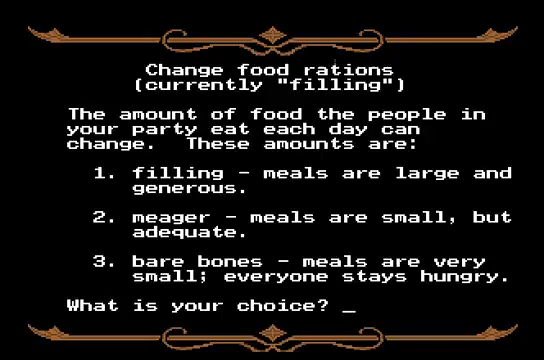 Change food rations
(currently "filling")
The amount of food the people in
your party eat each day can
change.  These amounts are:
1. filling - meals are large and
generous.
2. meager - meals are small, but
adequate.
3. bare bones - meals are very
small; everyone stays hungry.
What is your choice? _